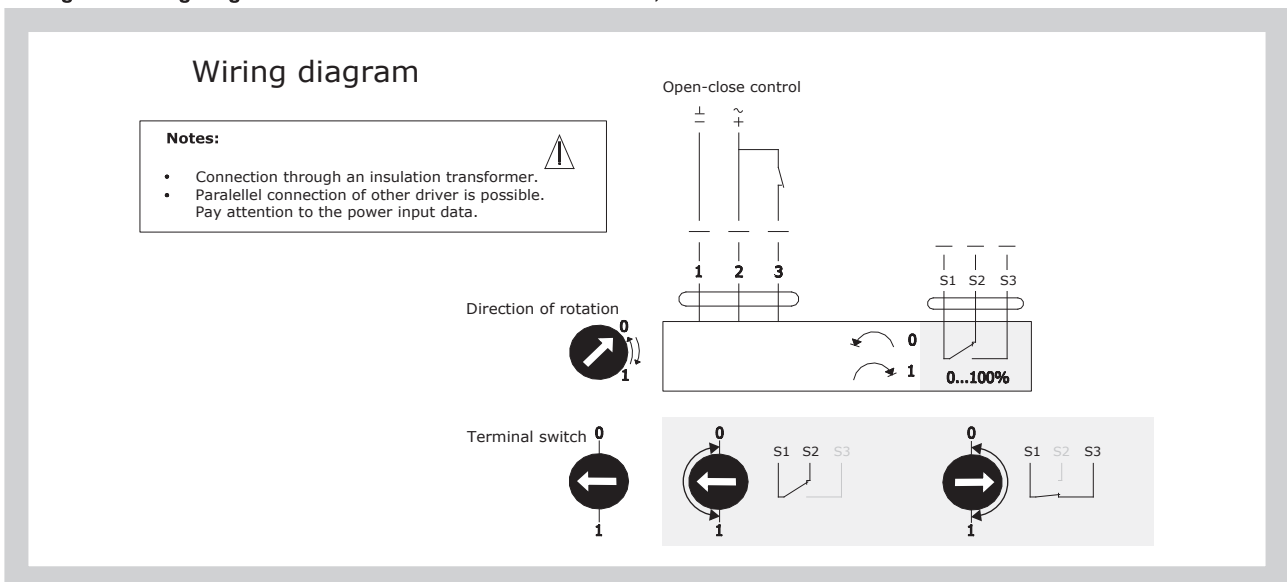 Wiring diagram
Notes:
• Connection through an insulation transformer.
• Paralellel connection of other driver is possible.
Pay attention to the power input data.
Open-close control
⊥ ~
− +
1 2 3
S1 S2 S3
Direction of rotation
0
1
0
1
0...100%
Terminal switch
0
1
0
1
S1 S2 S3
0
1
S1 S2 S3